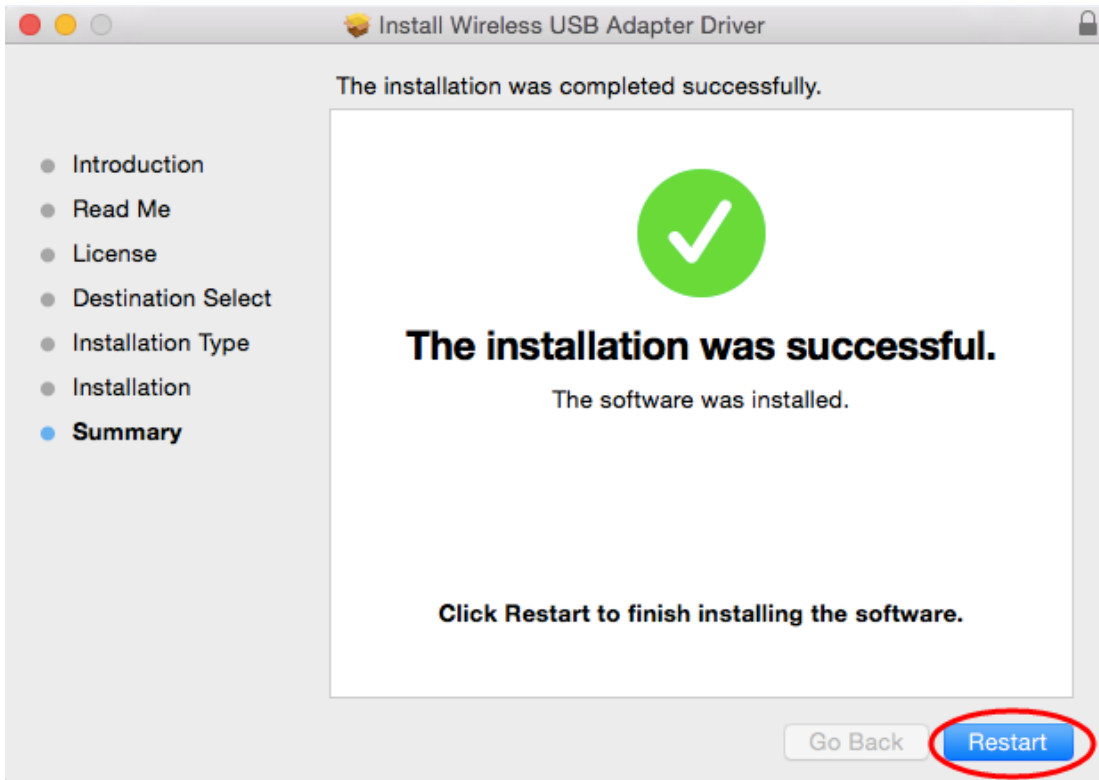 Install Wireless USB Adapter Driver
The installation was completed successfully.
Introduction
Read Me
License
Destination Select
Installation Type
Installation
Summary
The installation was successful.
The software was installed.
Click Restart to finish installing the software.
Go Back
Restart